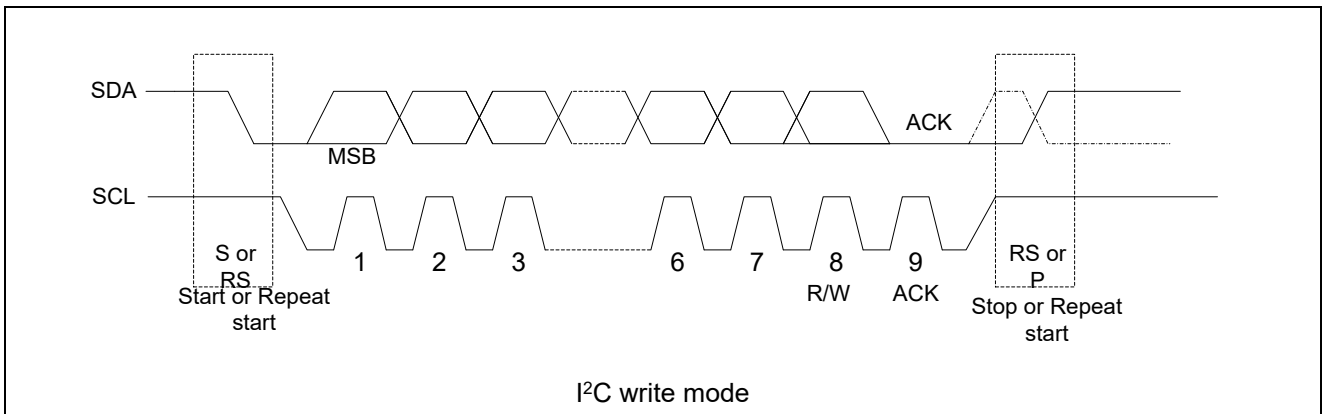 SDA
ACK
MSB
SCL
S or
RS
Start or Repeat
start
1 2 3 6 7 8 9
R/W ACK
RS or
P
Stop or Repeat
start
I²C write mode